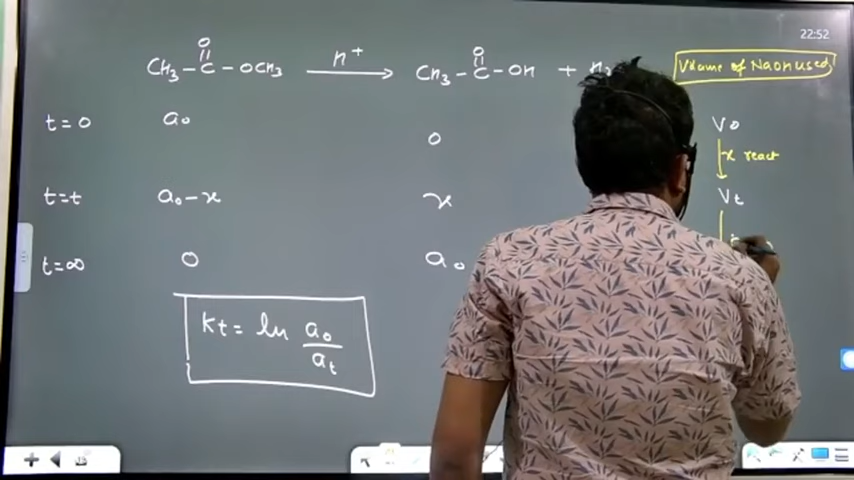 22:52
O
CH3 - C - OCH3 H+ CH3 - C - OH +
O
Volume of NaOH used
t=0 a0 0 V0
x react
t=t a0-x x Vt
t=∞ 0 a0
Kt = ln a0
at